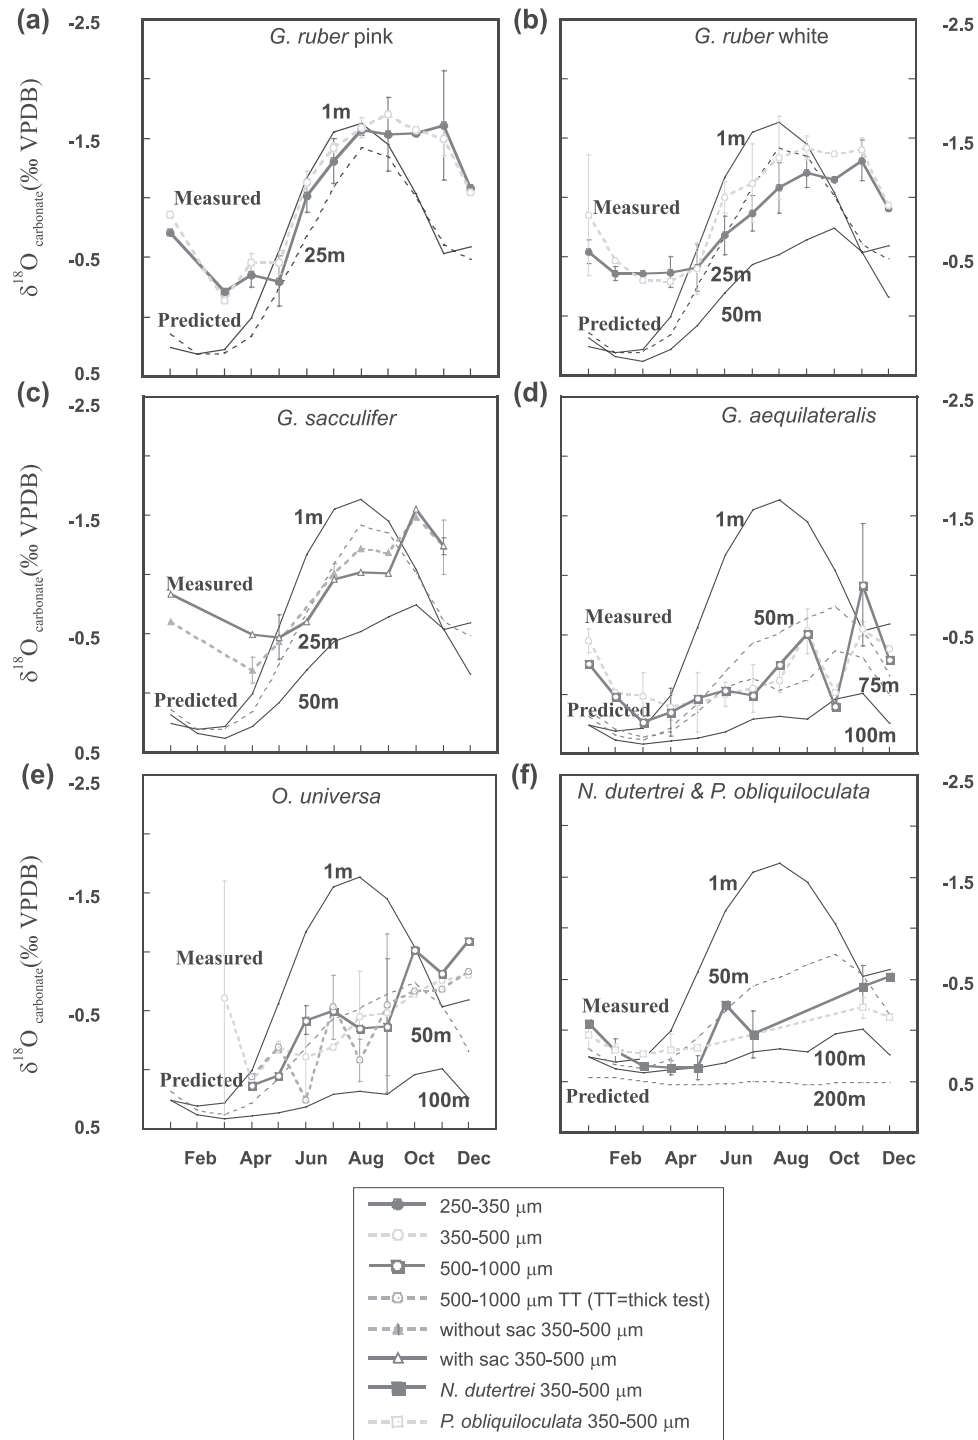 (a) -2.5 (b) -2.5
G. ruber pink G. ruber white
1m 1m
-1.5 -1.5
δ18O carbonate(‰ VPDB)
Measured Measured
-0.5 25m 25m -0.5
50m
Predicted Predicted
0.5 0.5
(c) -2.5 (d) -2.5
G. sacculifer G. aequilateralis
1m 1m
-1.5 -1.5
δ18O carbonate(‰ VPDB)
Measured Measured
-0.5 25m 50m -0.5
50m 75m
Predicted Predicted
100m
0.5 0.5
(e) -2.5 (f) -2.5
O. universa N. dutertrei & P. obliquiloculata
1m 1m
-1.5 -1.5
δ18O carbonate(‰ VPDB)
Measured 50m
-0.5 Measured -0.5
50m
Predicted 100m
100m Predicted 200m
0.5 0.5
Feb Apr Jun Aug Oct Dec Feb Apr Jun Aug Oct Dec
250-350 μm
350-500 μm
500-1000 μm
500-1000 μm TT (TT=thick test)
without sac 350-500 μm
with sac 350-500 μm
N. dutertrei 350-500 μm
P. obliquiloculata 350-500 μm